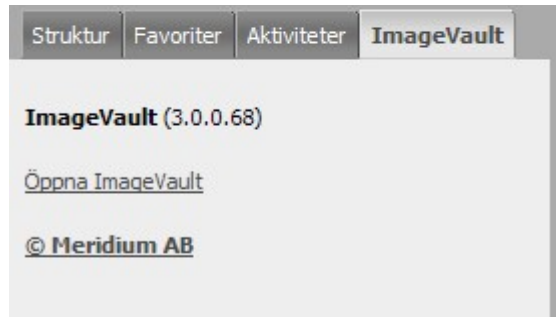 Struktur Favoriter Aktiviteter ImageVault
ImageVault (3.0.0.68)
Öppna ImageVault
© Meridium AB